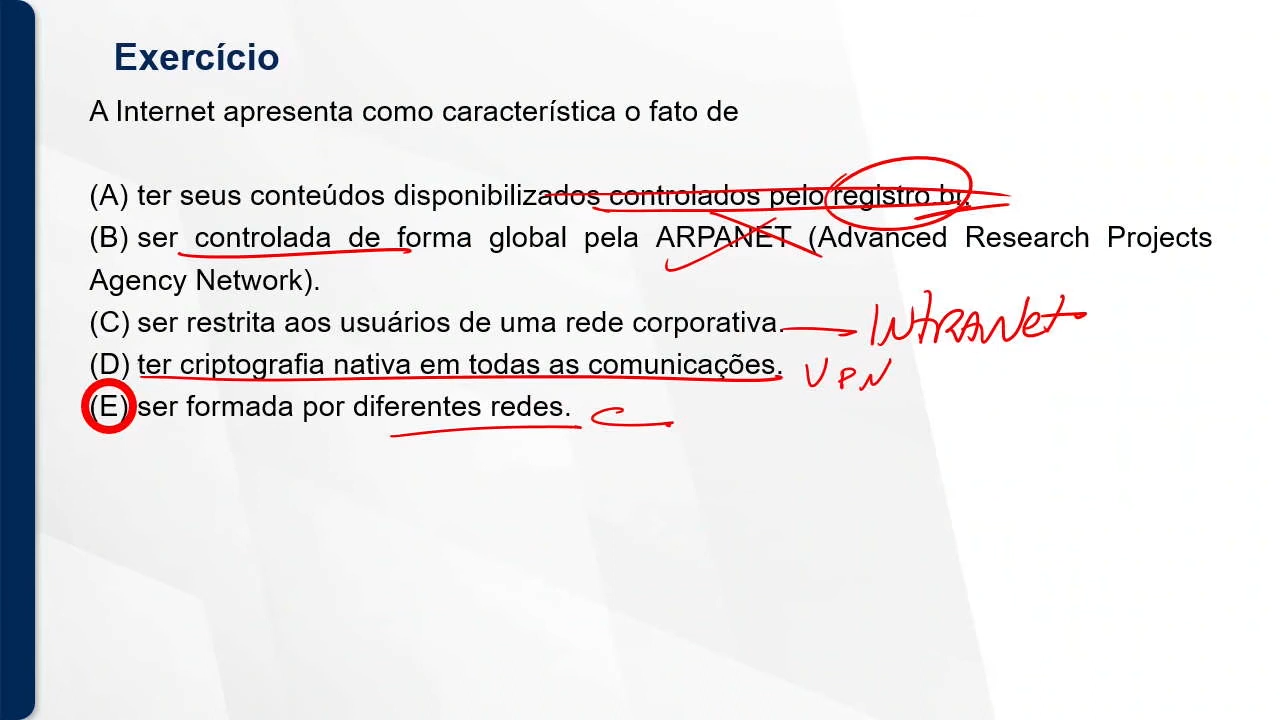 Exercício
A Internet apresenta como característica o fato de
(A) ter seus conteúdos disponibilizados controlados pelo registro br.
(B) ser controlada de forma global pela ARPANET (Advanced Research Projects
Agency Network).
(C) ser restrita aos usuários de uma rede corporativa. INtRANet
(D) ter criptografia nativa em todas as comunicações. VPN
(E) ser formada por diferentes redes. C